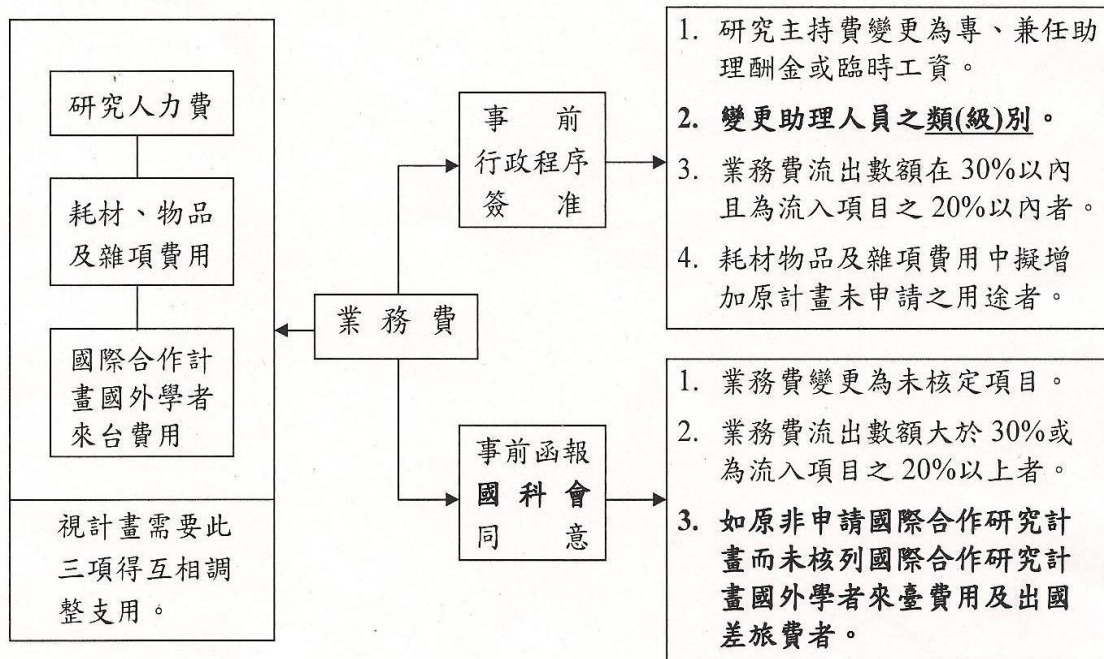 研究人力費
耗材、物品
及雜項費用
國際合作計
畫國外學者
來台費用
視計畫需要此
三項得互相調
整支用。
業務費
事前
行政程序
簽准
1. 研究主持費變更為專、兼任助
理酬金或臨時工資。
2. 變更助理人員之類(級)別。
3. 業務費流出數額在 30%以內
且為流入項目之 20%以內者。
4. 耗材物品及雜項費用中擬增
加原計畫未申請之用途者。
事前函報
國科會
同意
1. 業務費變更為未核定項目。
2. 業務費流出數額大於 30%或
為流入項目之 20%以上者。
3. 如原非申請國際合作研究計
畫而未核列國際合作研究計
畫國外學者來臺費用及出國
差旅費者。